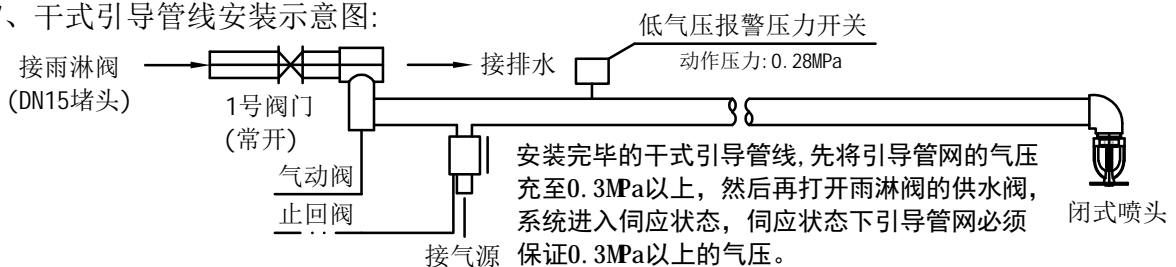 、干式引导管线安装示意图:
低气压报警压力开关
动作压力:0.28MPa
接雨淋阀
(DN15堵头)
接排水
1号阀门
(常开)
气动阀
止回阀
接气源
安装完毕的干式引导管线,先将引导管网的气压
充至0.3MPa以上，然后再打开雨淋阀的供水阀，
系统进入伺应状态，伺应状态下引导管网必须
保证0.3MPa以上的气压。
闭式喷头